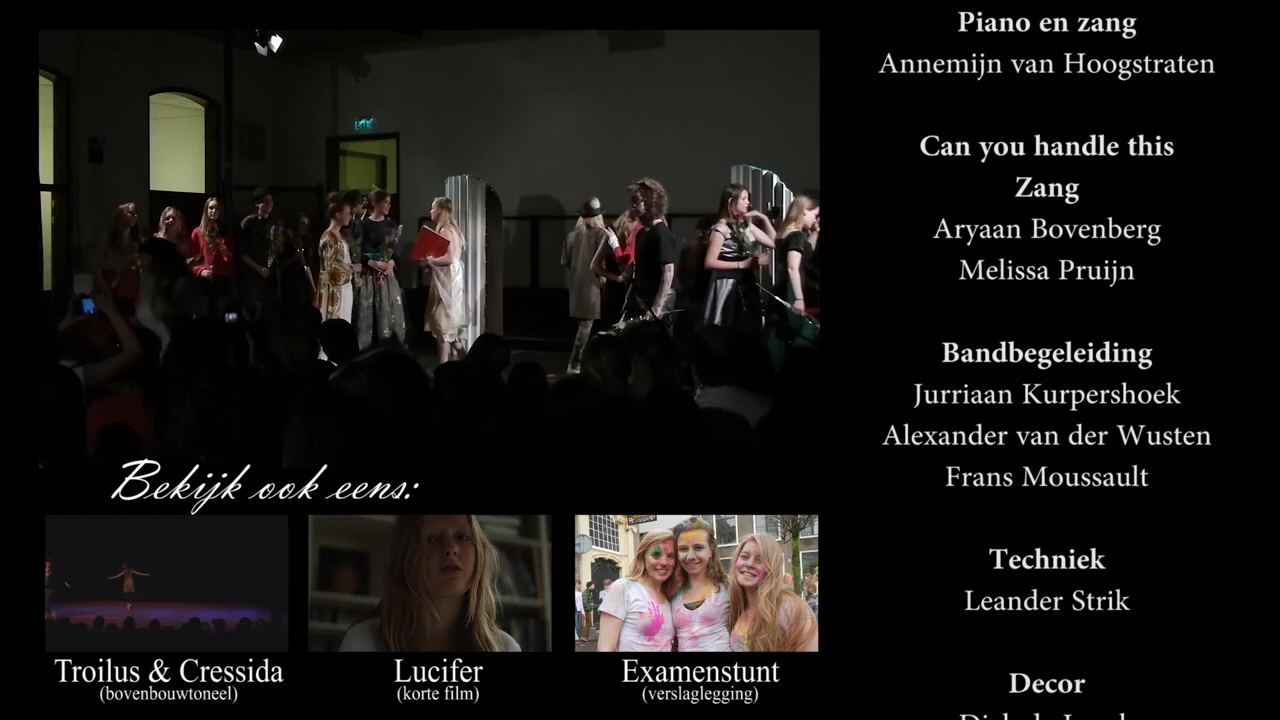 Piano en zang
Annemijn van Hoogstraten
Can you handle this
Zang
Aryaan Bovenberg
Melissa Pruijn
Bandbegeleiding
Jurriaan Kurpershoek
Alexander van der Wusten
Frans Moussault
Techniek
Leander Strik
Decor
Bekijk ook eens:
Troilus & Cressida
(bovenbouwtoneel)
Lucifer
(korte film)
Examenstunt
(verslaglegging)